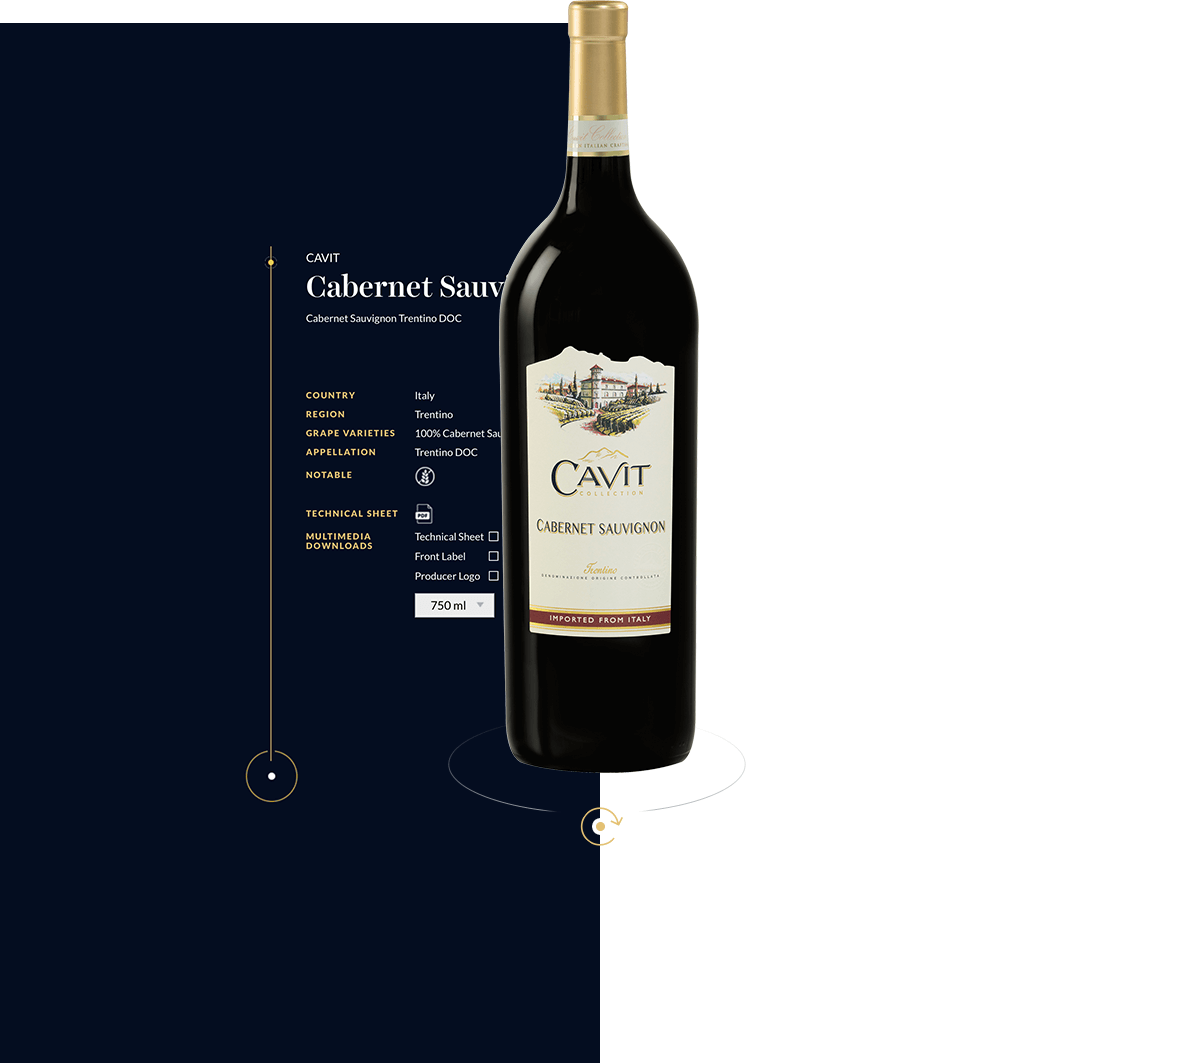 CAVIT
Cabernet Sauv
Cabernet Sauvignon Trentino DOC
COUNTRY Italy
REGION Trentino
GRAPE VARIETIES 100% Cabernet Sau
APPELLATION Trentino DOC
NOTABLE
TECHNICAL SHEET PDF
MULTIMEDIA DOWNLOADS
Technical Sheet
Front Label
Producer Logo
750 ml
ITALIAN
CAVIT
COLLECTION
CABERNET SAUVIGNON
Trentino
DENOMINAZIONE ORIGINE CONTROLLATA
IMPORTED FROM ITALY